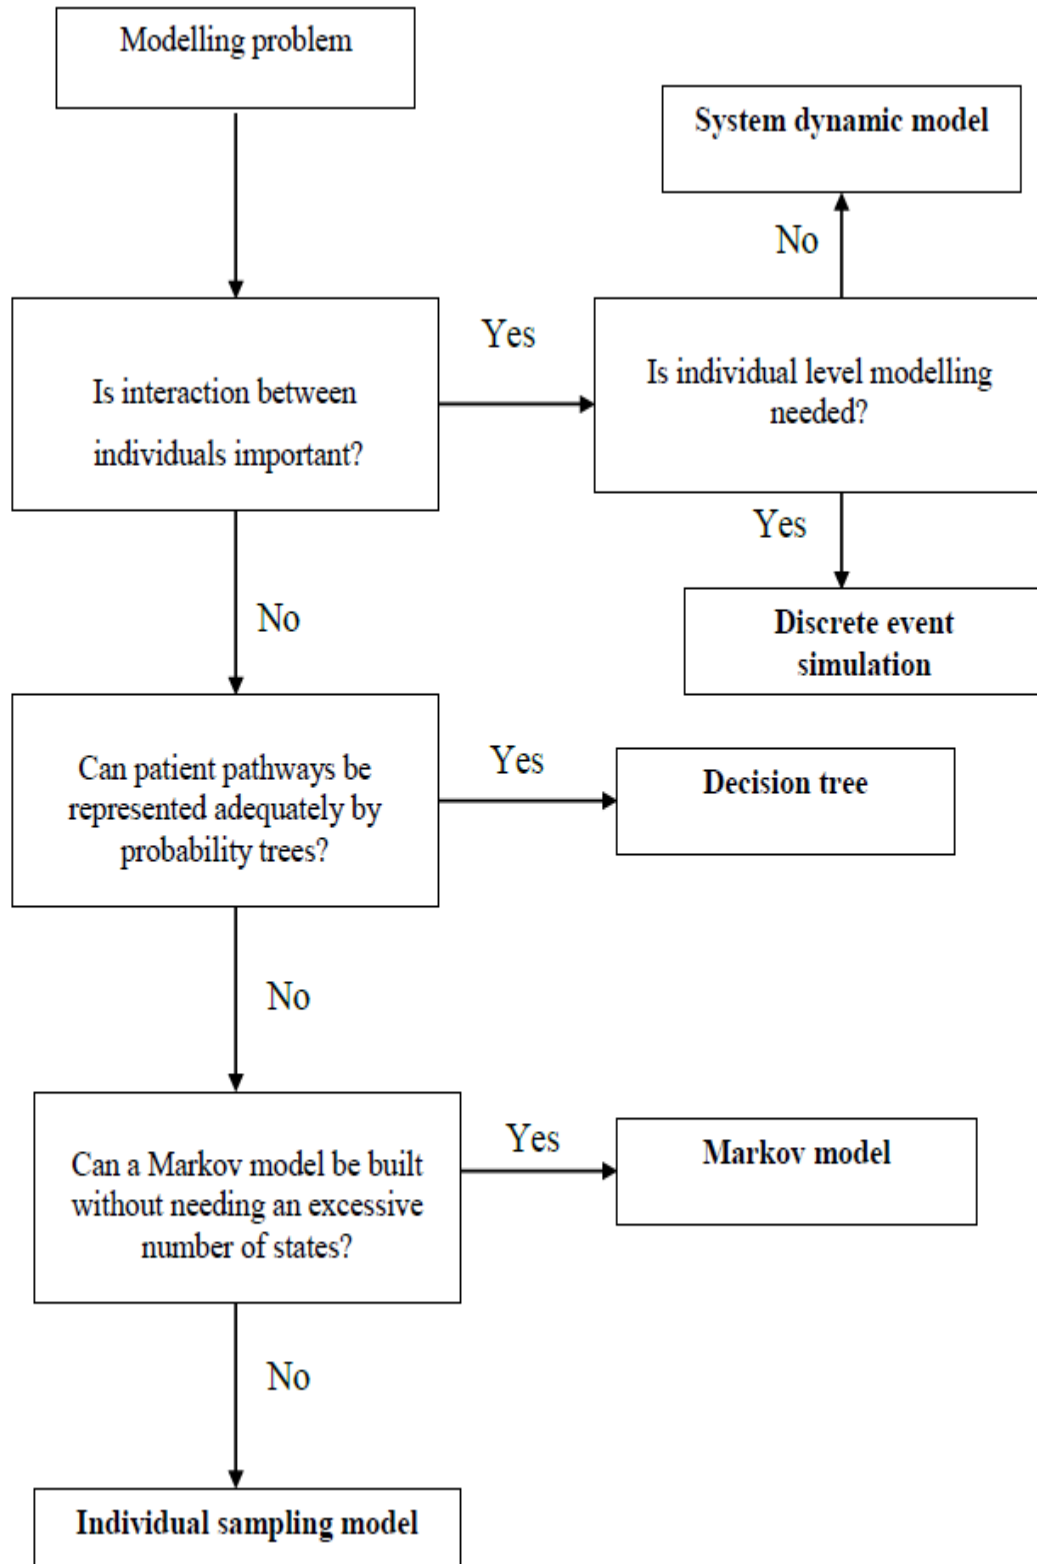 Modelling problem
System dynamic model
No
Is interaction between
individuals important?
Yes
Is individual level modelling
needed?
Yes
Discrete event
simulation
No
Can patient pathways be
represented adequately by
probability trees?
Yes
Decision tree
No
Can a Markov model be built
without needing an excessive
number of states?
Yes
Markov model
No
Individual sampling model